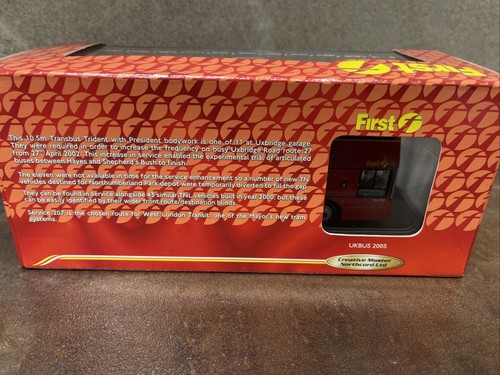 First
First
This 10.5m Transbus Trident with President bodywork is one of 11 at Uxbridge garage.
They were required in order to increase the frequency on busy Uxbridge Road route 207
from 27th April 2002. This increase in service enabled the experimental trial of articulated
buses between Hayes and Shepherd's Bush to finish.
The eleven were not available in time for the service enhancement so a number of new TN
vehicles destined for Northumberland Park depot were temporarily diverted to fill the gap.
They can be found in service alongside 43 similar TNL vehicles built in year 2000, but these
can be easily identified by their wider front route/destination blinds.
Service 207 is the chosen route for West London Transit, one of the Mayor's new tram
systems.
UKBUS 2005
Creative Master
Northcord Ltd